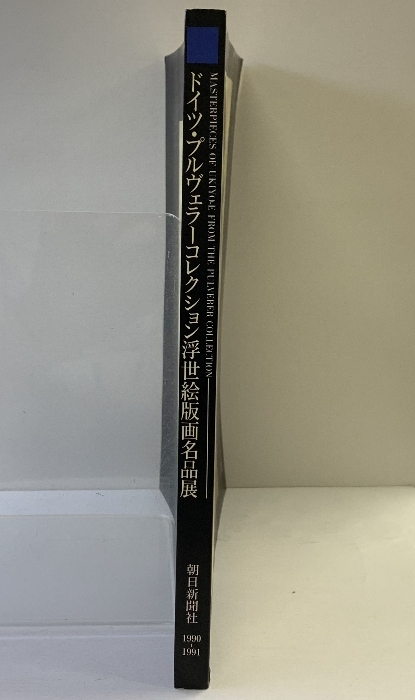 MASTERPIECES OF UKIYO-E FROM THE PULVERER COLLECTION
ドイツ・プルヴェラーコレクション浮世絵版画名品展
朝日新聞社
1990
-
1991